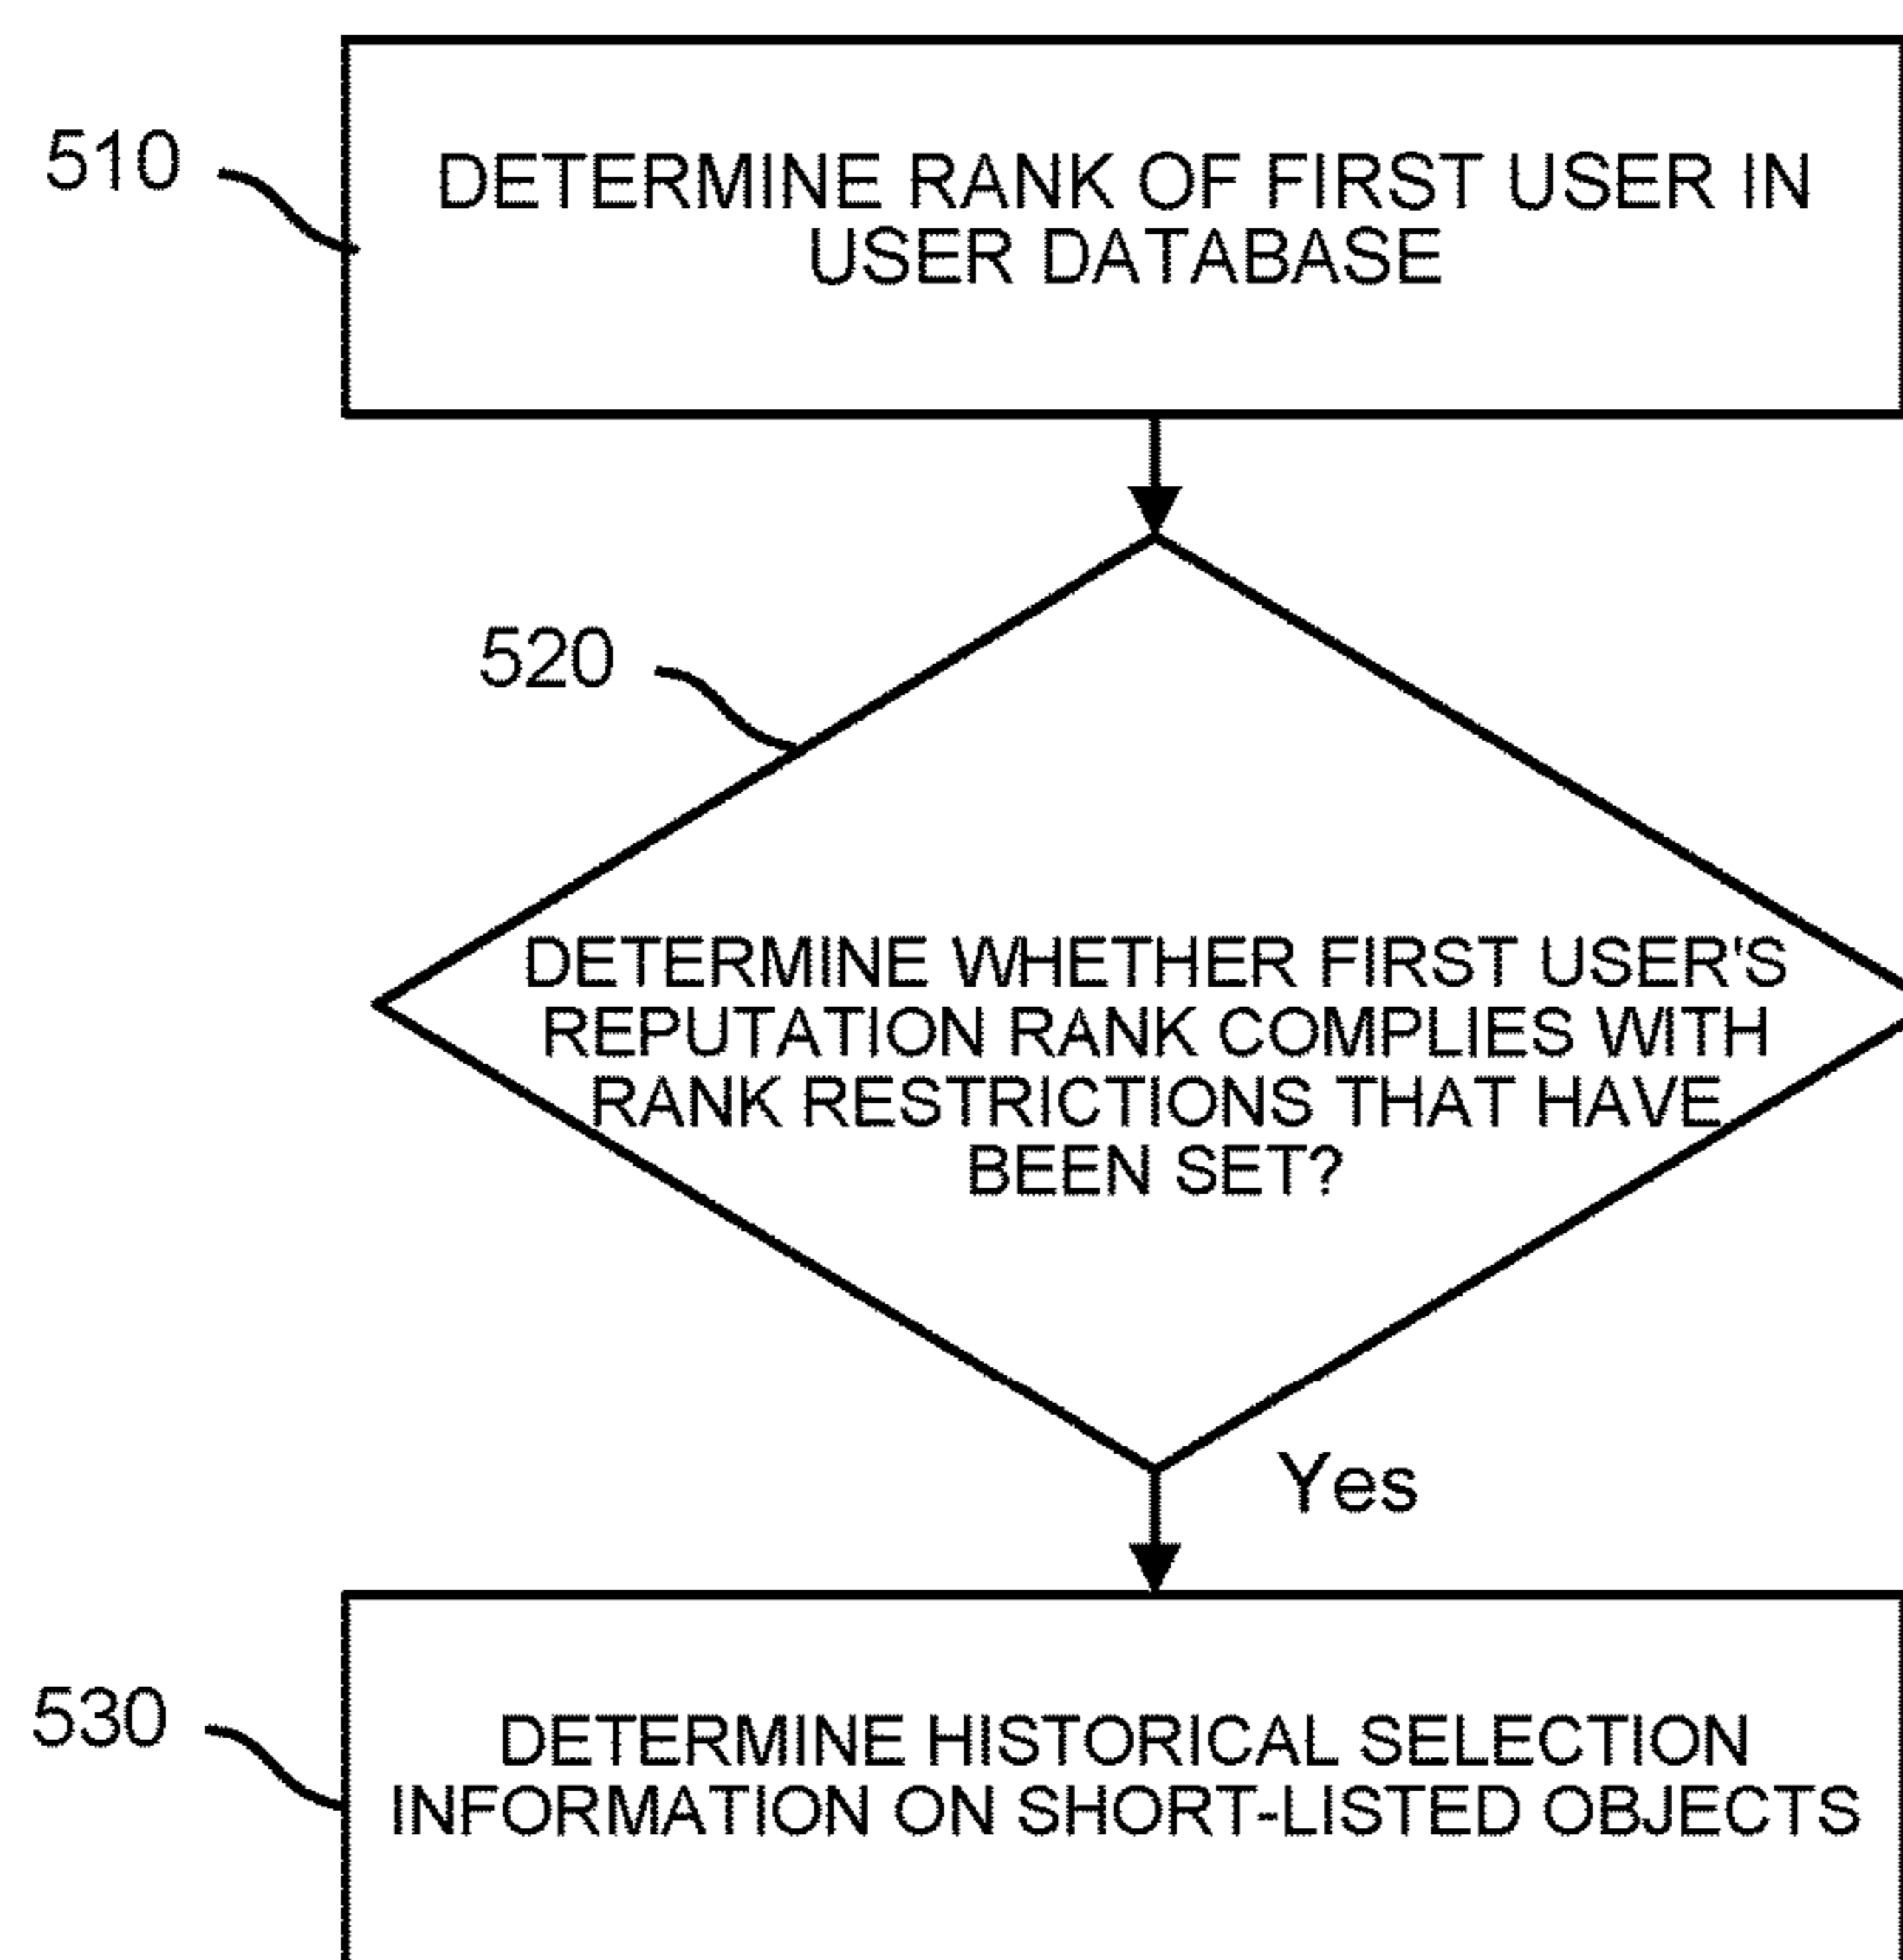 510
DETERMINE RANK OF FIRST USER IN
USER DATABASE
520
DETERMINE WHETHER FIRST USER'S
REPUTATION RANK COMPLIES WITH
RANK RESTRICTIONS THAT HAVE
BEEN SET?
Yes
530
DETERMINE HISTORICAL SELECTION
INFORMATION ON SHORT-LISTED OBJECTS